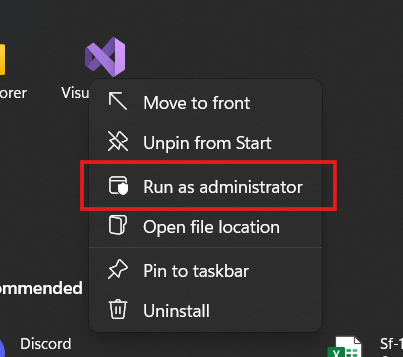 orer
Visu
Move to front
Unpin from Start
Run as administrator
Open file location
Pin to taskbar
Uninstall
ommended
Discord
Sf-1